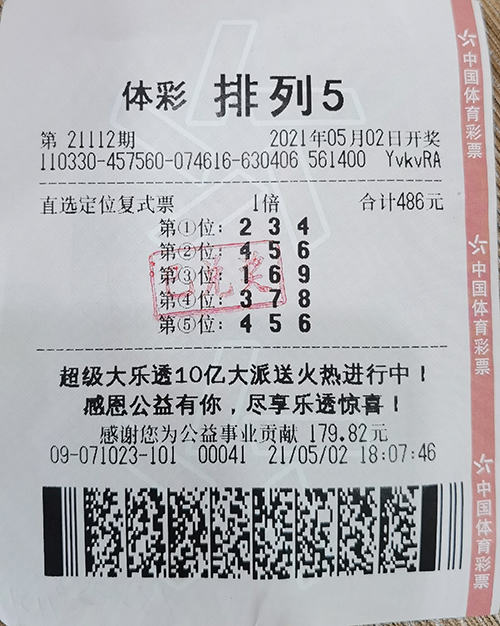 体彩 排列5
第 21112期 2021年05月02日开奖
110330-457560-074616-630406 561400 YvkvRA
直选定位复式票 1倍 合计486元
第①位: 2 3 4
第②位: 4 5 6
第③位: 1 6 9
第④位: 3 7 8
第⑤位: 4 5 6
已兑奖
超级大乐透10亿大派送火热进行中！
感恩公益有你，尽享乐透惊喜！
感谢您为公益事业贡献 179.82元
09-071023-101 00041 21/05/02 18:07:46
中国体育彩票
中国体育彩票
中国体育彩票